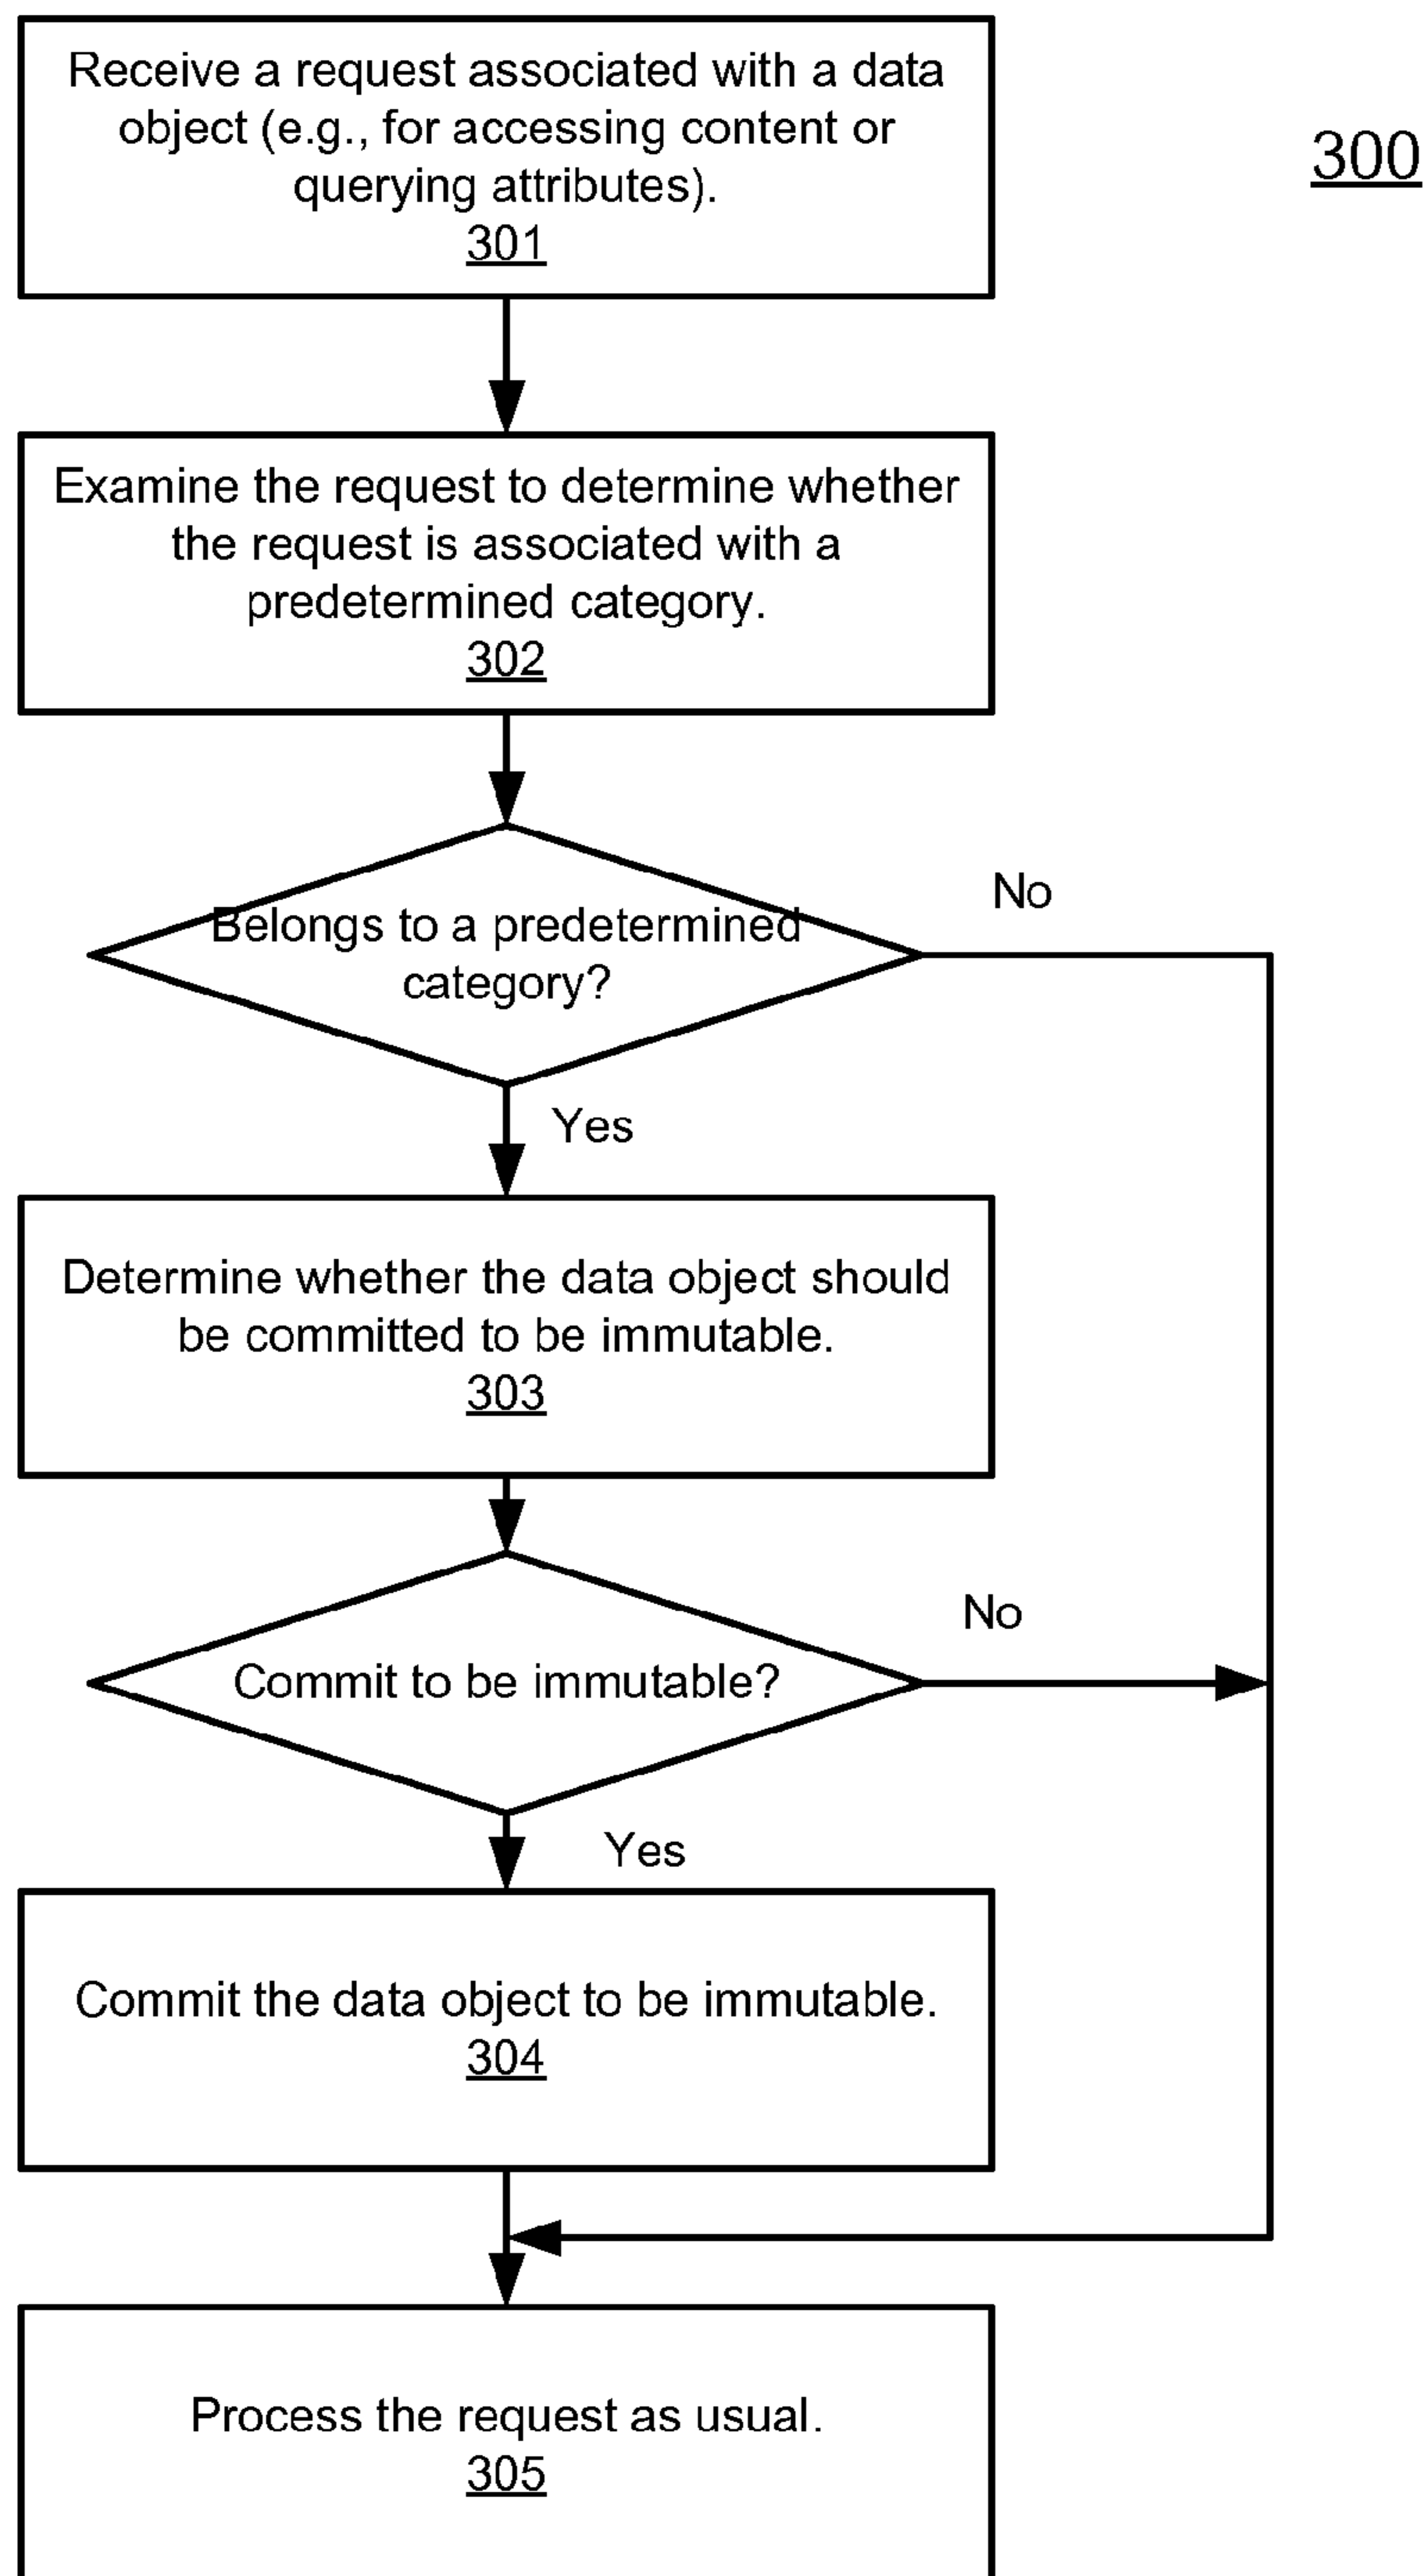 Receive a request associated with a data
object (e.g., for accessing content or
querying attributes).
301
300
Examine the request to determine whether
the request is associated with a
predetermined category.
302
Belongs to a predetermined
category?
No
Yes
Determine whether the data object should
be committed to be immutable.
303
Commit to be immutable?
No
Yes
Commit the data object to be immutable.
304
Process the request as usual.
305